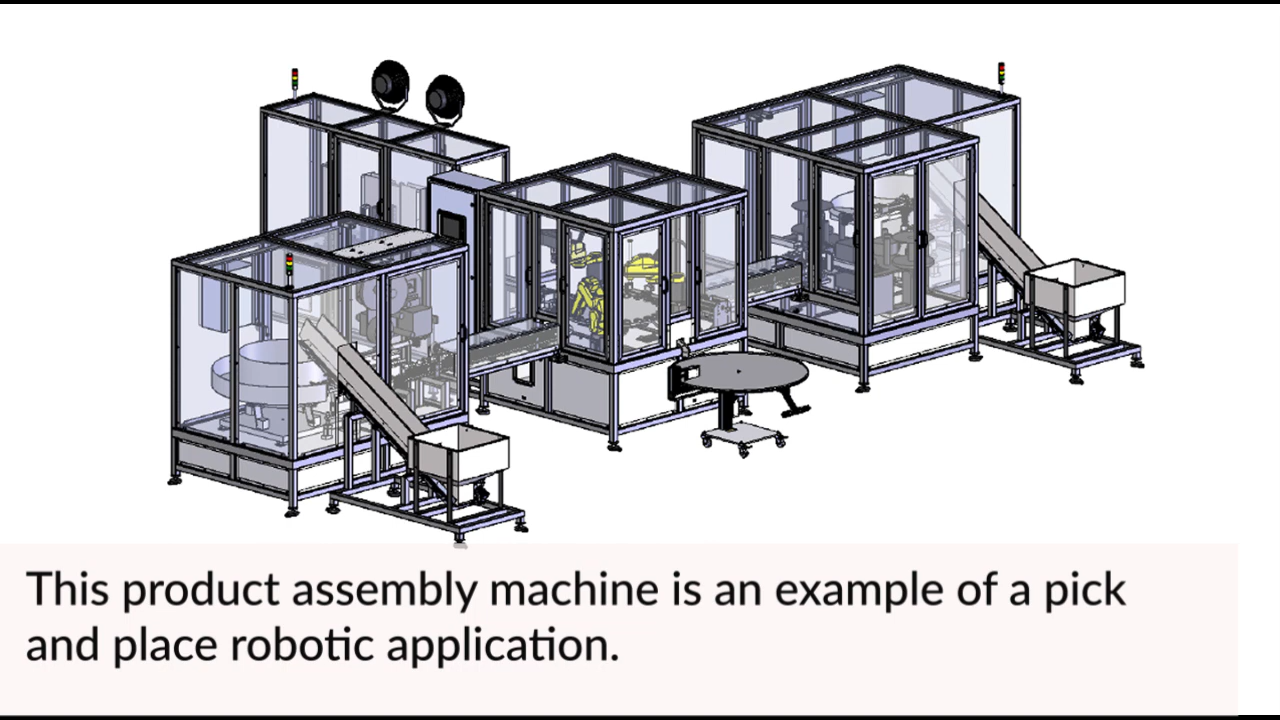 This product assembly machine is an example of a pick
and place robotic application.